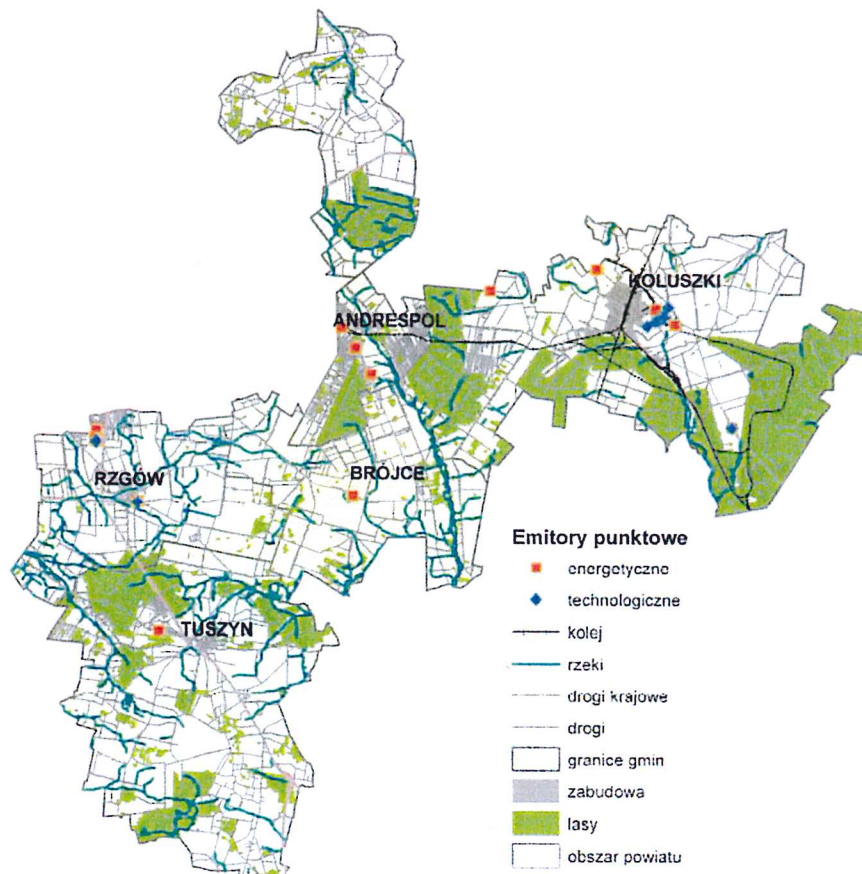 KOLUSZKI
ANDRESPOL
RZGÓW
BRÓJCE
TUSZYN
Emitory punktowe
energetyczne
technologiczne
kolej
rzeki
drogi krajowe
drogi
granice gmin
zabudowa
lasy
obszar powiatu